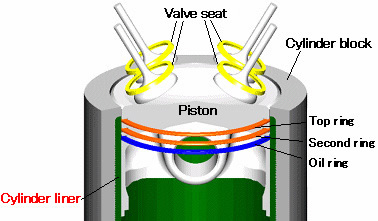 Valve seat
Cylinder block
Piston
Top ring
Second ring
Oil ring
Cylinder liner